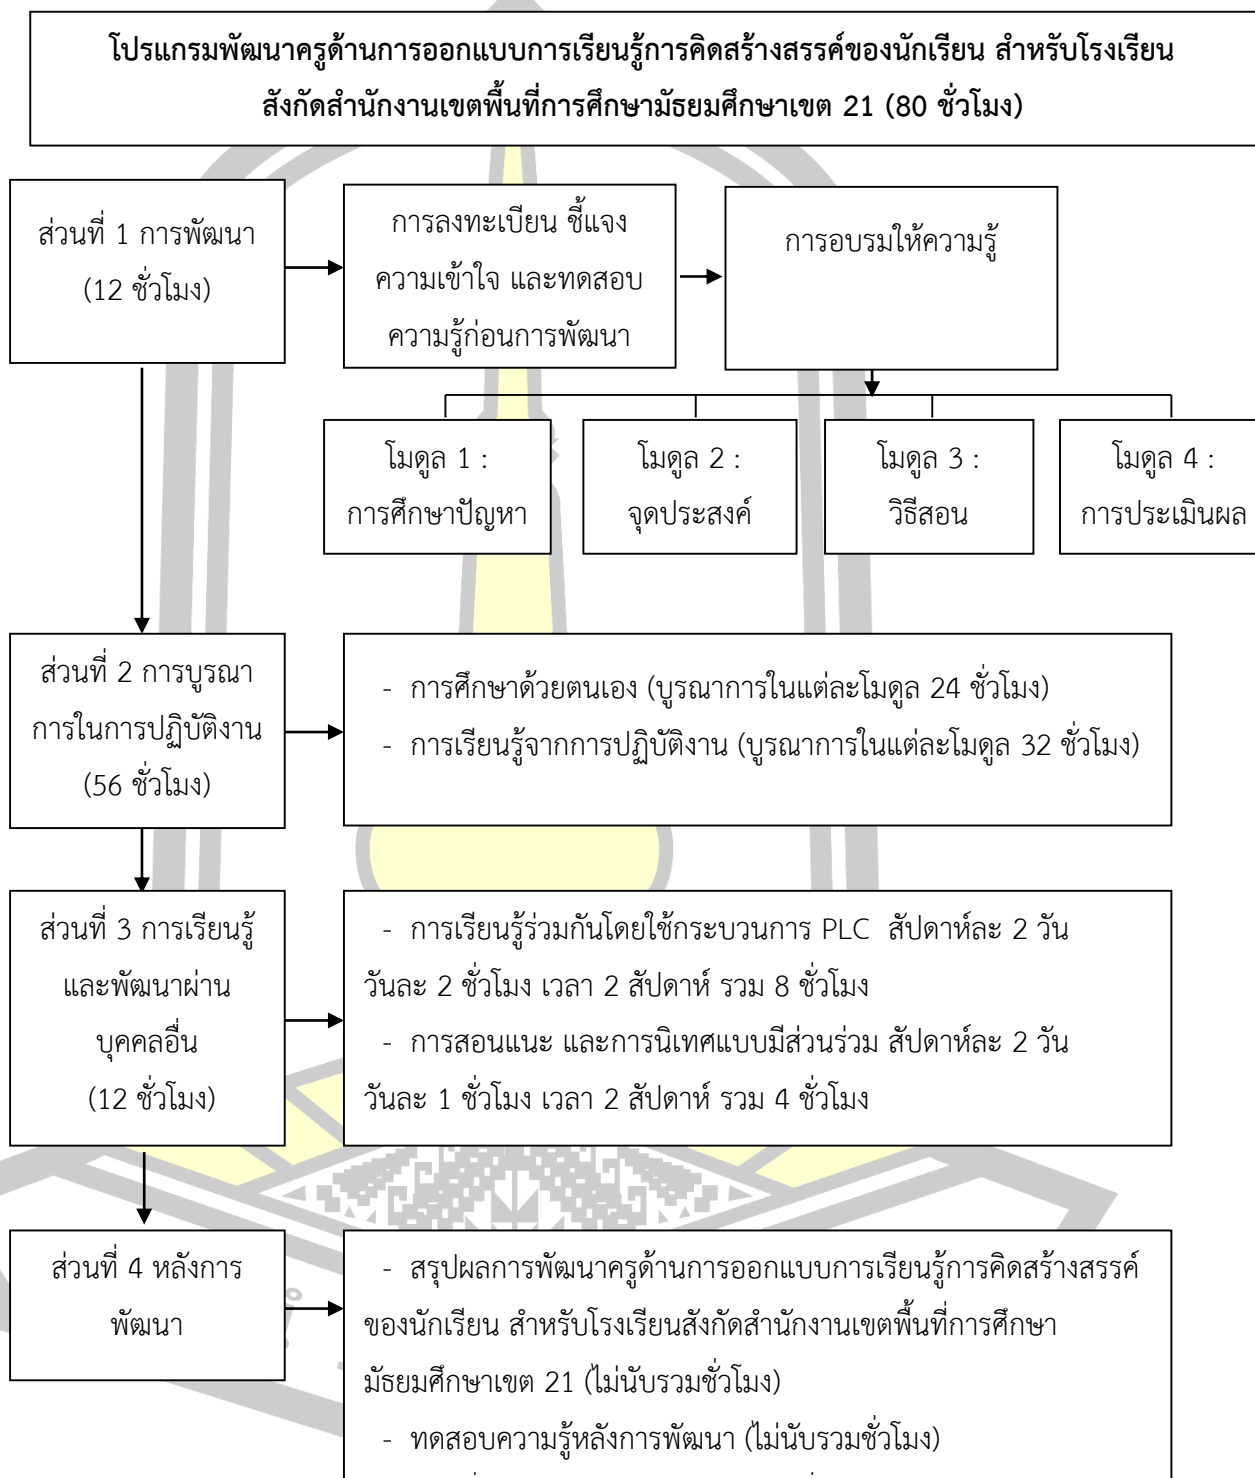 โปรแกรมพัฒนาครูด้านการออกแบบการเรียนรู้การคิดสร้างสรรค์ของนักเรียน สำหรับโรงเรียน
สังกัดสำนักงานเขตพื้นที่การศึกษามัธยมศึกษาเขต 21 (80 ชั่วโมง)
ส่วนที่ 1 การพัฒนา
(12 ชั่วโมง)
การลงทะเบียน ชี้แจง
ความเข้าใจ และทดสอบ
ความรู้ก่อนการพัฒนา
การอบรมให้ความรู้
โมดูล 1 :
การศึกษาปัญหา
โมดูล 2 :
จุดประสงค์
โมดูล 3 :
วิธีสอน
โมดูล 4 :
การประเมินผล
ส่วนที่ 2 การบูรณา
การในการปฏิบัติงาน
(56 ชั่วโมง)
- การศึกษาด้วยตนเอง (บูรณาการในแต่ละโมดูล 24 ชั่วโมง)
- การเรียนรู้จากการปฏิบัติงาน (บูรณาการในแต่ละโมดูล 32 ชั่วโมง)
ส่วนที่ 3 การเรียนรู้
และพัฒนาผ่าน
บุคคลอื่น
(12 ชั่วโมง)
- การเรียนรู้ร่วมกันโดยใช้กระบวนการ PLC สัปดาห์ละ 2 วัน
วันละ 2 ชั่วโมง เวลา 2 สัปดาห์ รวม 8 ชั่วโมง
- การสอนแนะ และการนิเทศแบบมีส่วนร่วม สัปดาห์ละ 2 วัน
วันละ 1 ชั่วโมง เวลา 2 สัปดาห์ รวม 4 ชั่วโมง
ส่วนที่ 4 หลังการ
พัฒนา
- สรุปผลการพัฒนาครูด้านการออกแบบการเรียนรู้การคิดสร้างสรรค์
ของนักเรียน สำหรับโรงเรียนสังกัดสำนักงานเขตพื้นที่การศึกษา
มัธยมศึกษาเขต 21 (ไม่นับรวมชั่วโมง)
- ทดสอบความรู้หลังการพัฒนา (ไม่นับรวมชั่วโมง)